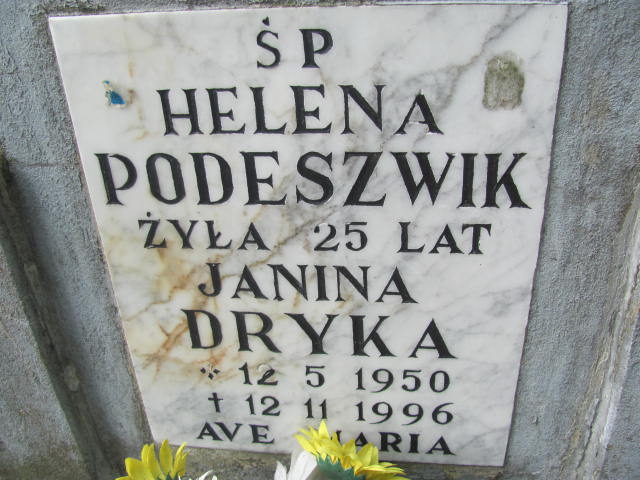 ŚP
HELENA
PODESZWIK
ŻYŁA 25 LAT
JANINA
DRYKA
* 12 5 1950
† 12 11 1996
AVE MARIA